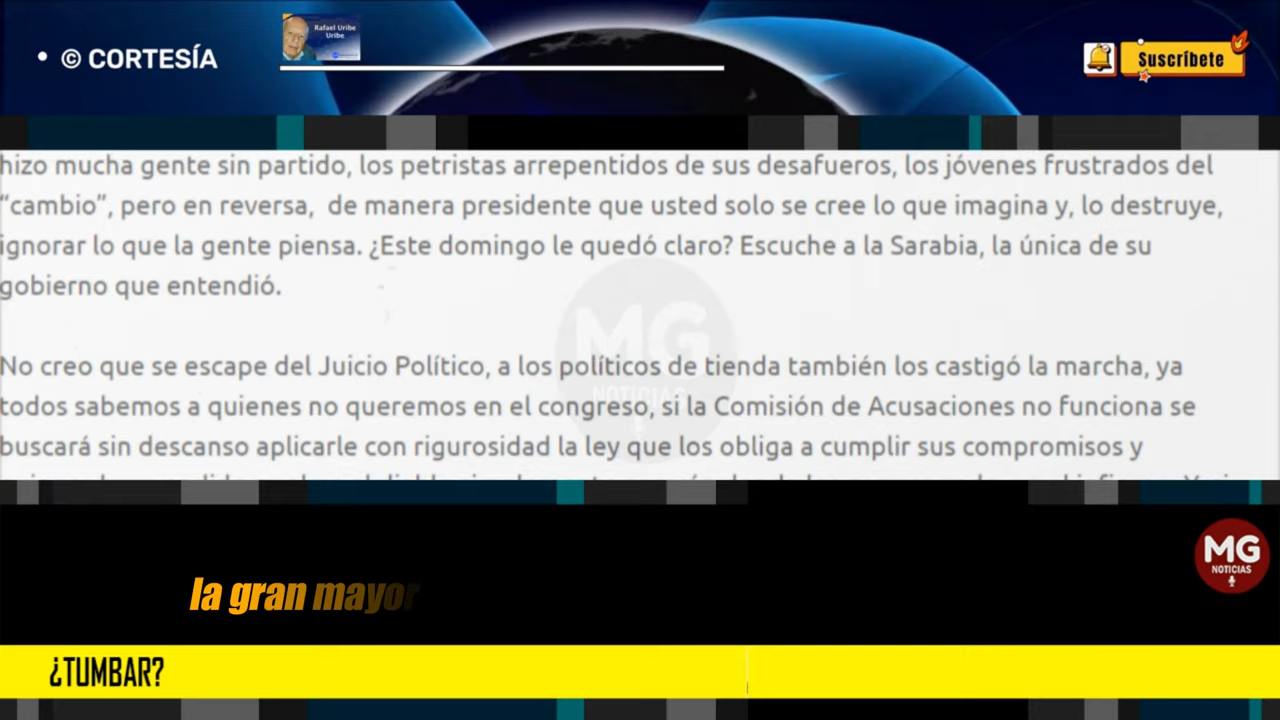 • © CORTESÍA
Rafael Uribe
Uribe
Suscríbete
hizo mucha gente sin partido, los petristas arrepentidos de sus desafueros, los jóvenes frustrados del
“cambio”, pero en reversa, de manera presidente que usted solo se cree lo que imagina y, lo destruye,
ignorar lo que la gente piensa. ¿Este domingo le quedó claro? Escuche a la Sarabia, la única de su
gobierno que entendió.
No creo que se escape del Juicio Político, a los políticos de tienda también los castigó la marcha, ya
todos sabemos a quienes no queremos en el congreso, sí la Comisión de Acusaciones no funciona se
buscará sin descanso aplicarle con rigurosidad la ley que los obliga a cumplir sus compromisos y
MG
NOTICIAS
la gran mayor
MG
NOTICIAS
¿TUMBAR?